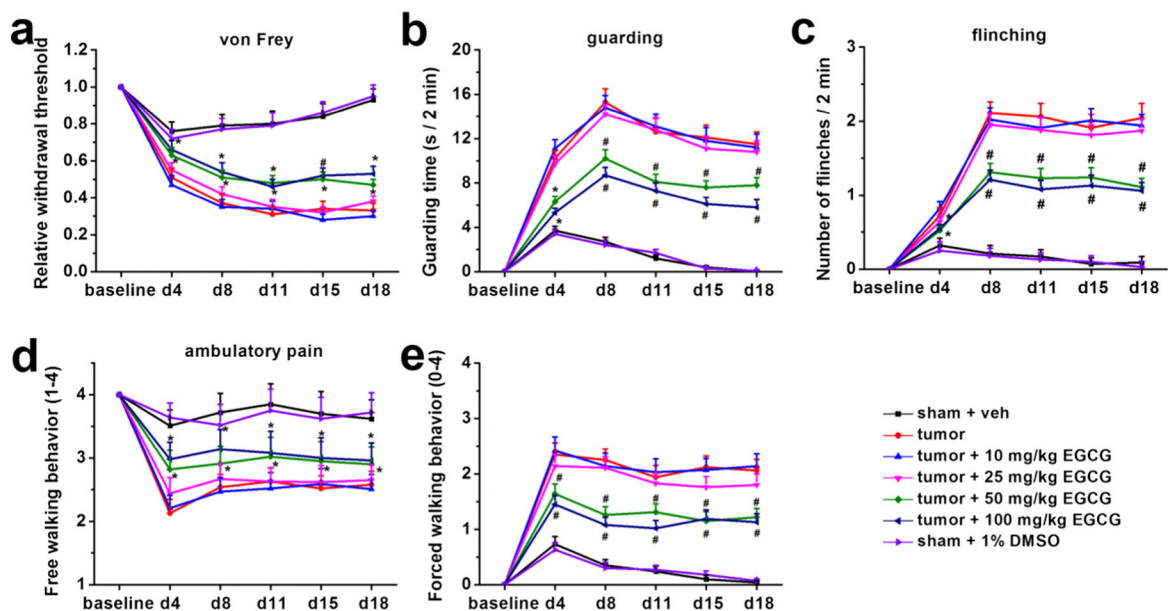 a
von Frey
Relative withdrawal threshold
1.2
1.0
0.8
0.6
0.4
0.2
0.0
baseline d4 d8 d11 d15 d18
* * * * * * # * * *
b
guarding
Guarding time (s / 2 min)
20
16
12
8
4
0
baseline d4 d8 d11 d15 d18
* * # # # # # # # #
c
flinching
Number of flinches / 2 min
3
2
1
0
baseline d4 d8 d11 d15 d18
* * # # # # # # # #
d
ambulatory pain
Free walking behavior (1-4)
4
3
2
1
baseline d4 d8 d11 d15 d18
* * * * * * * * * *
e
Forced walking behavior (0-4)
4
3
2
1
0
baseline d4 d8 d11 d15 d18
# # # # # # # # # #
sham + veh
tumor
tumor + 10 mg/kg EGCG
tumor + 25 mg/kg EGCG
tumor + 50 mg/kg EGCG
tumor + 100 mg/kg EGCG
sham + 1% DMSO